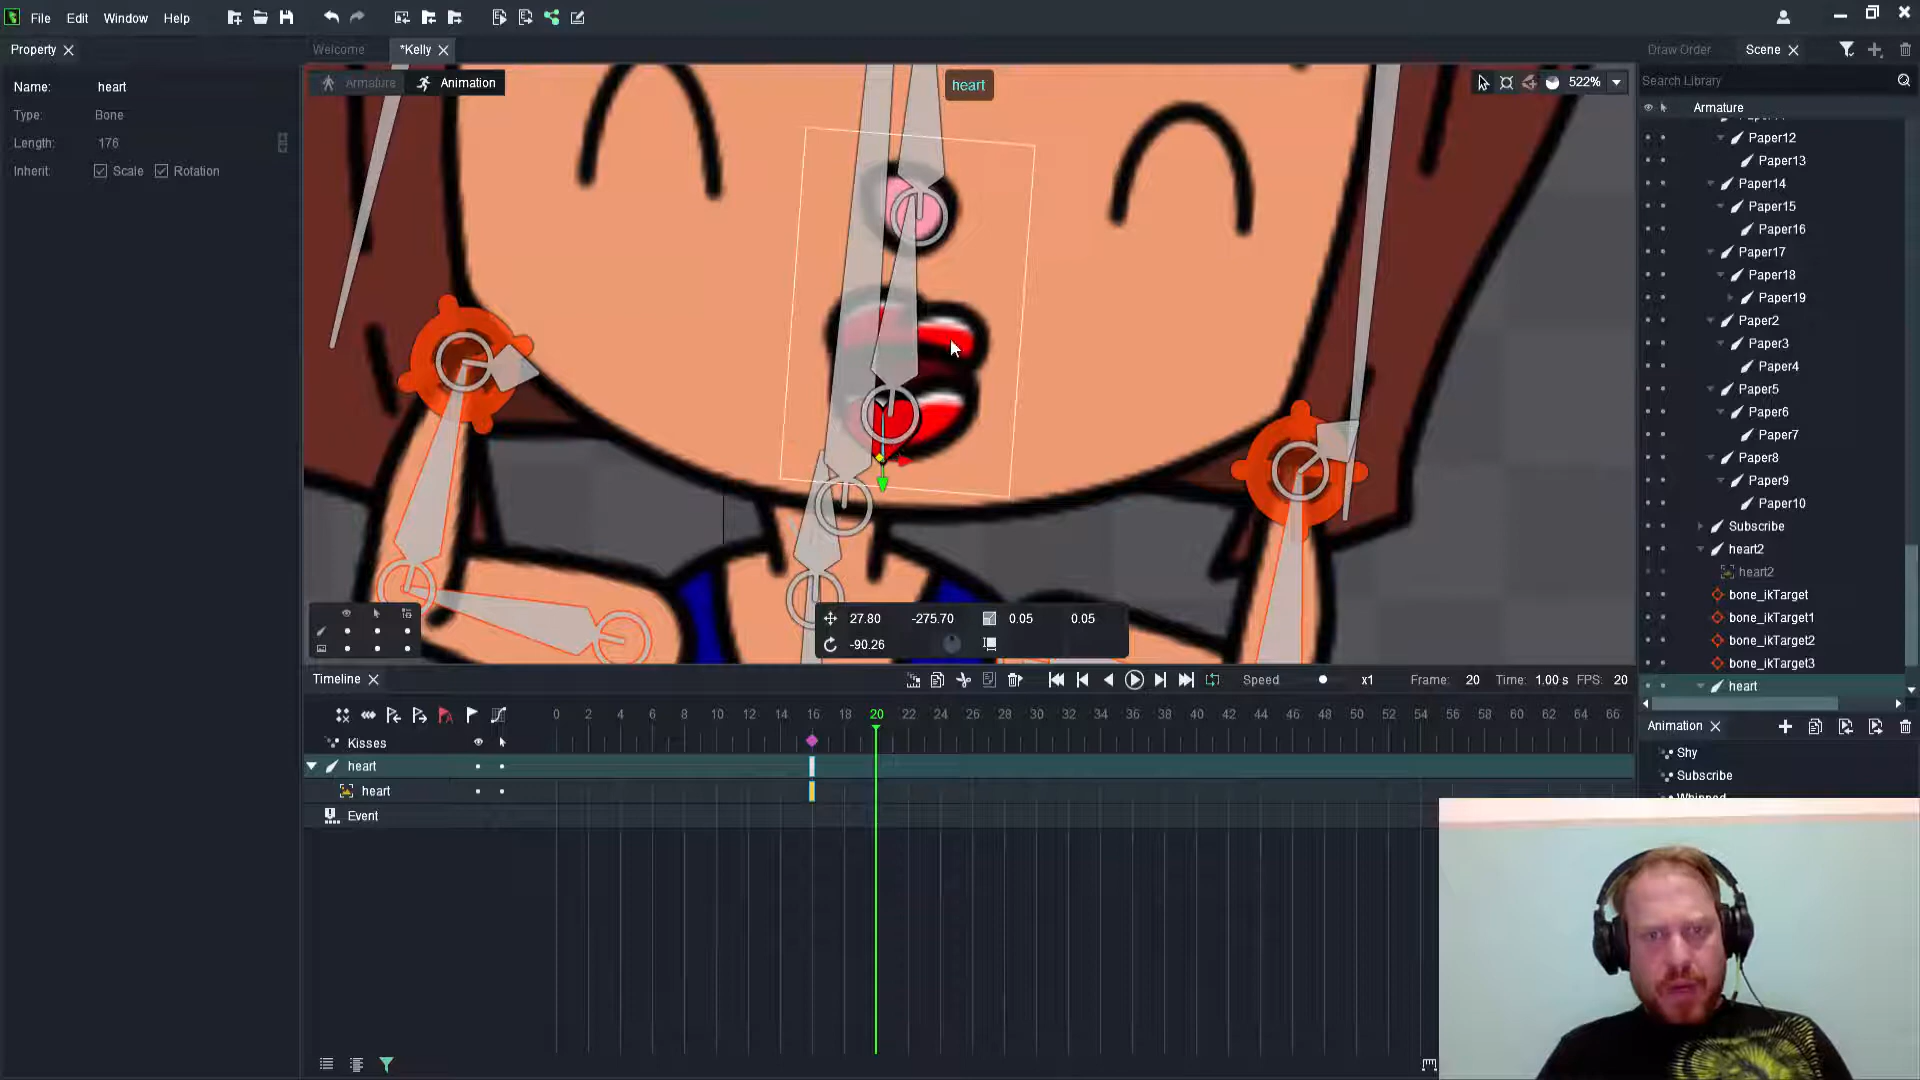 File Edit Window Help
Property
Welcome *Kelly
Draw Order Scene
Name: heart
Type: Bone
Length: 176
Inherit: Scale Rotation
Armature Animation
heart
522%
Search Library
Armature
Paper12
Paper13
Paper14
Paper15
Paper16
Paper17
Paper18
Paper19
Paper2
Paper3
Paper4
Paper5
Paper6
Paper7
Paper8
Paper9
Paper10
Subscribe
heart2
heart2
bone_ikTarget
bone_ikTarget1
bone_ikTarget2
bone_ikTarget3
heart
27.80 -275.70 0.05 0.05
-90.26
Timeline
Speed x1 Frame: 20 Time: 1.00 s FPS: 20
0 2 4 6 8 10 12 14 16 18 20 22 24 26 28 30 32 34 36 38 40 42 44 46 48 50 52 54 56 58 60 62 64 66
Kisses
heart
heart
Event
Animation
Shy
Subscribe
Whipped